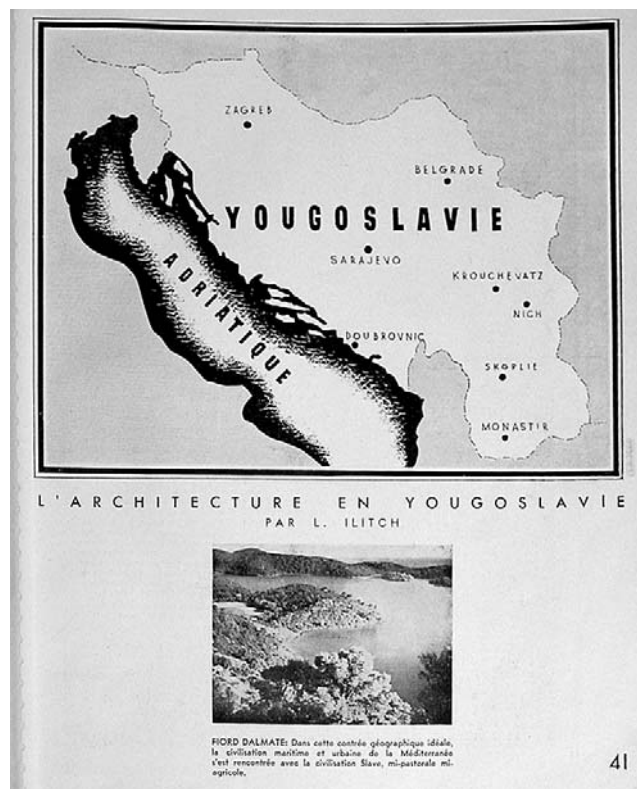 ZAGREB
BELGRADE
YOUGOSLAVIE
SARAJEVO
ADRIATIQUE
KROUCHEVATZ
NICH
DOUBROVNIC
SKOPLIE
MONASTIR
L'ARCHITECTURE EN YOUGOSLAVIE
PAR L. ILITCH
FIORD DALMATE: Dans cette contrée géographique idéale,
la civilisation maritime et urbaine de la Méditerranée
s'est rencontrée avec la civilisation Slave, mi-pastorale mi-
agricole.
41